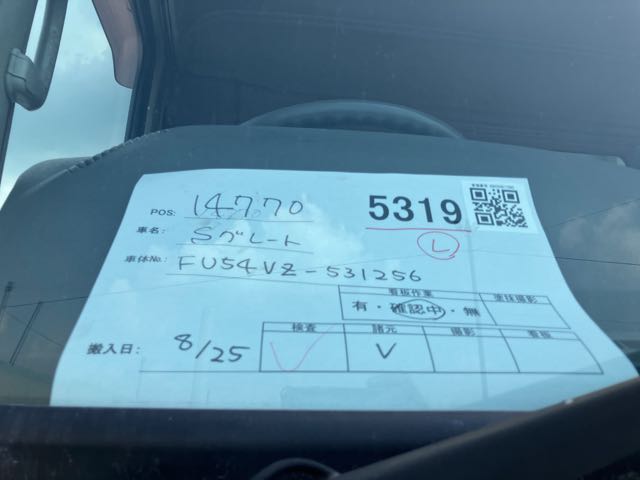 POS: 14770 5319
車名: Sグレート L
車体No.: FU54VZ-531256
看板作業 塗抹撮影
有・確認中・無
検査 諸元 撮影 看板
搬入日: 8/25 V V